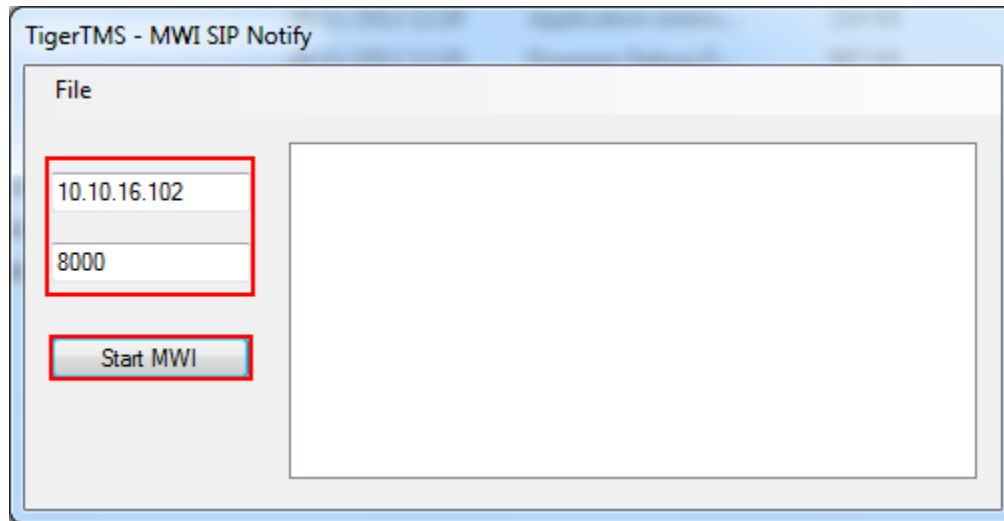 TigerTMS - MWI SIP Notify
File
10.10.16.102
8000
Start MWI